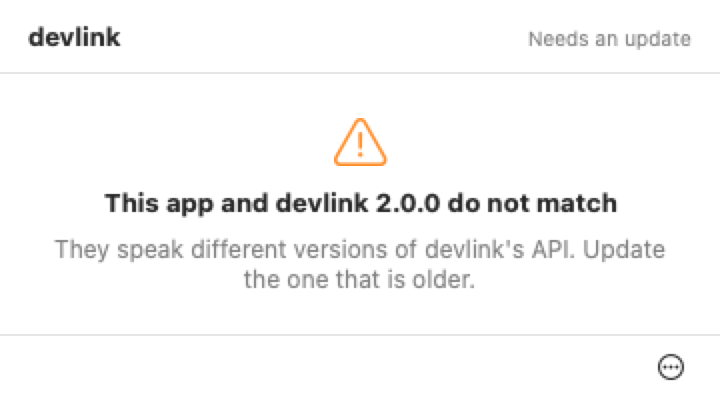 devlink
Needs an update
This app and devlink 2.0.0 do not match
They speak different versions of devlink's API. Update
the one that is older.